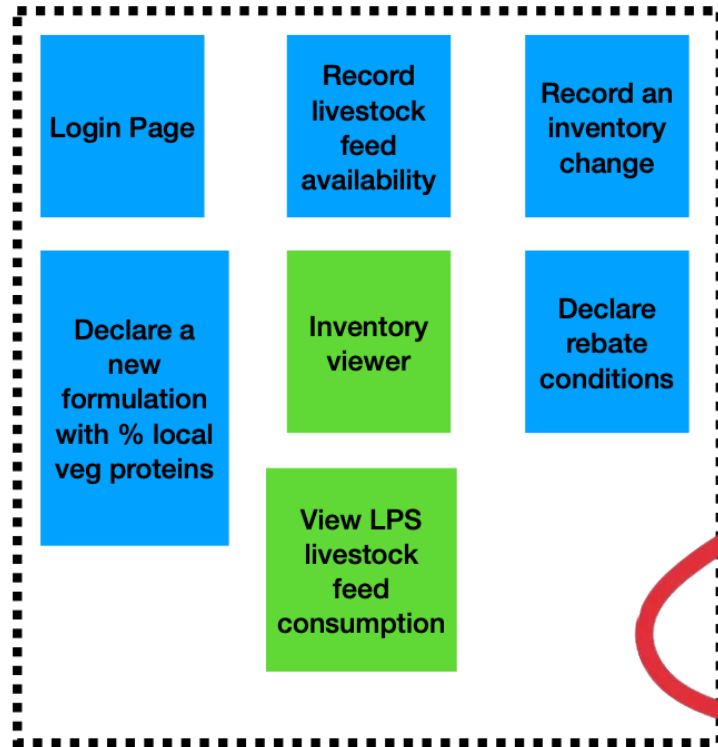 Login Page
Record
livestock
feed
availability
Record an
inventory
change
Declare a
new
formulation
with % local
veg proteins
Inventory
viewer
Declare
rebate
conditions
View LPS
livestock
feed
consumption